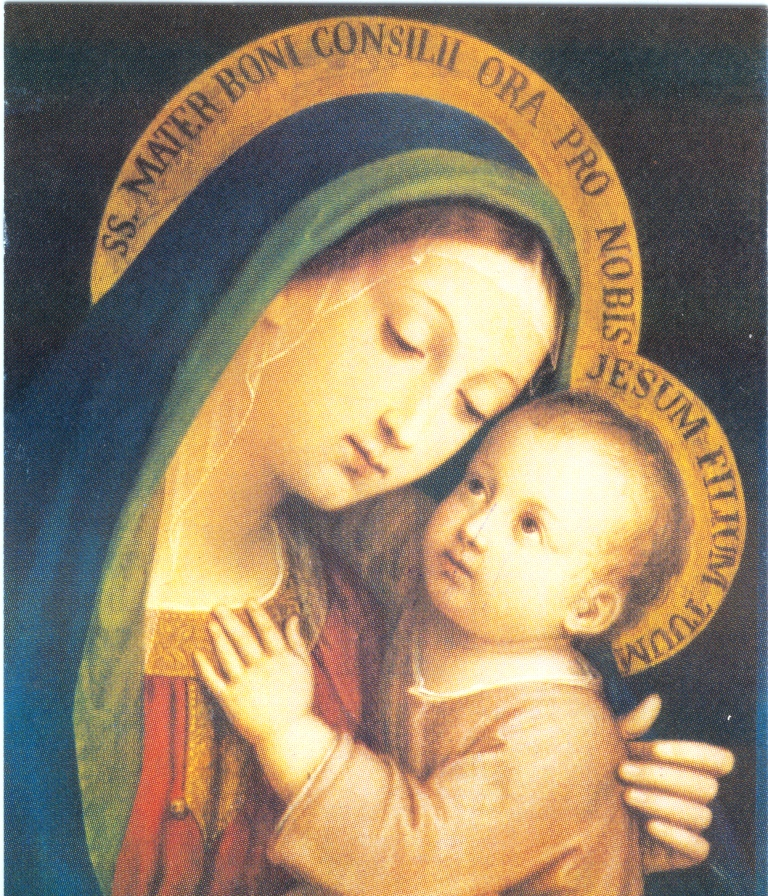 SS. MATER BONI CONSILII ORA PRO NOBIS
JESUM FILIUM TUUM